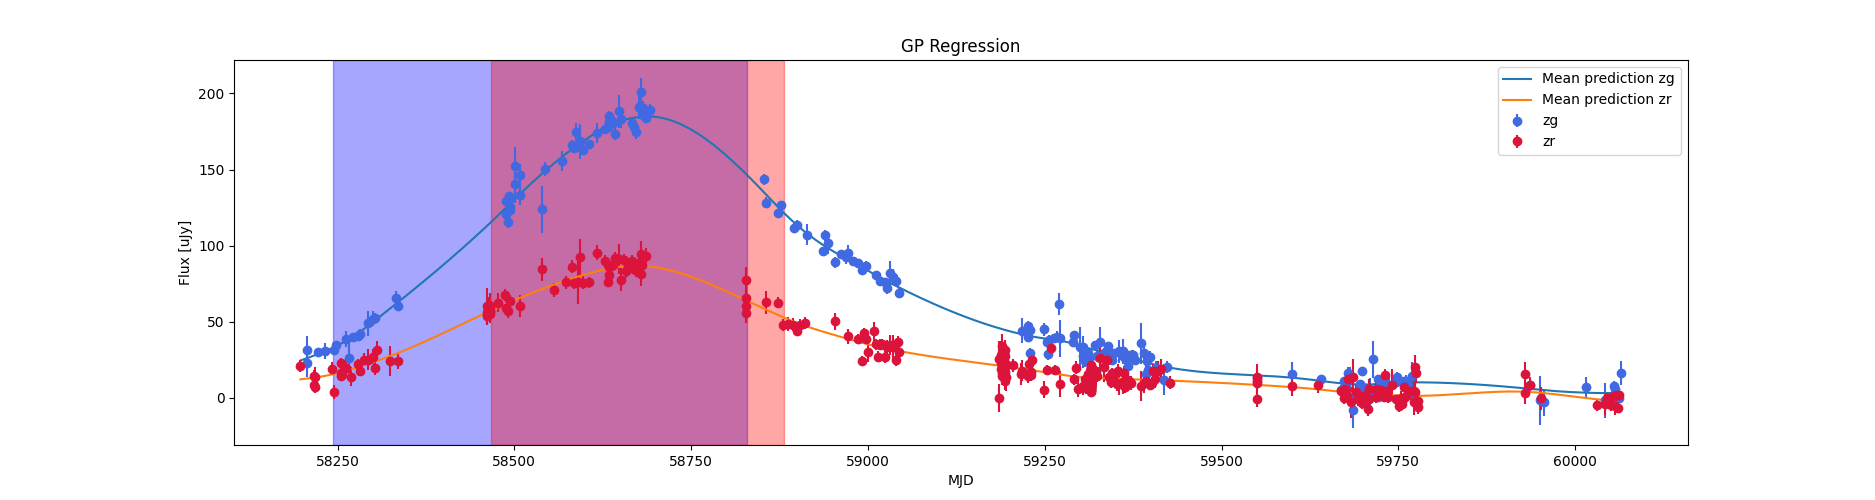 GP Regression
Mean prediction zg
Mean prediction zr
zg
zr
Flux [uJy]
200
150
100
50
0
58250 58500 58750 59000 59250 59500 59750 60000
MJD